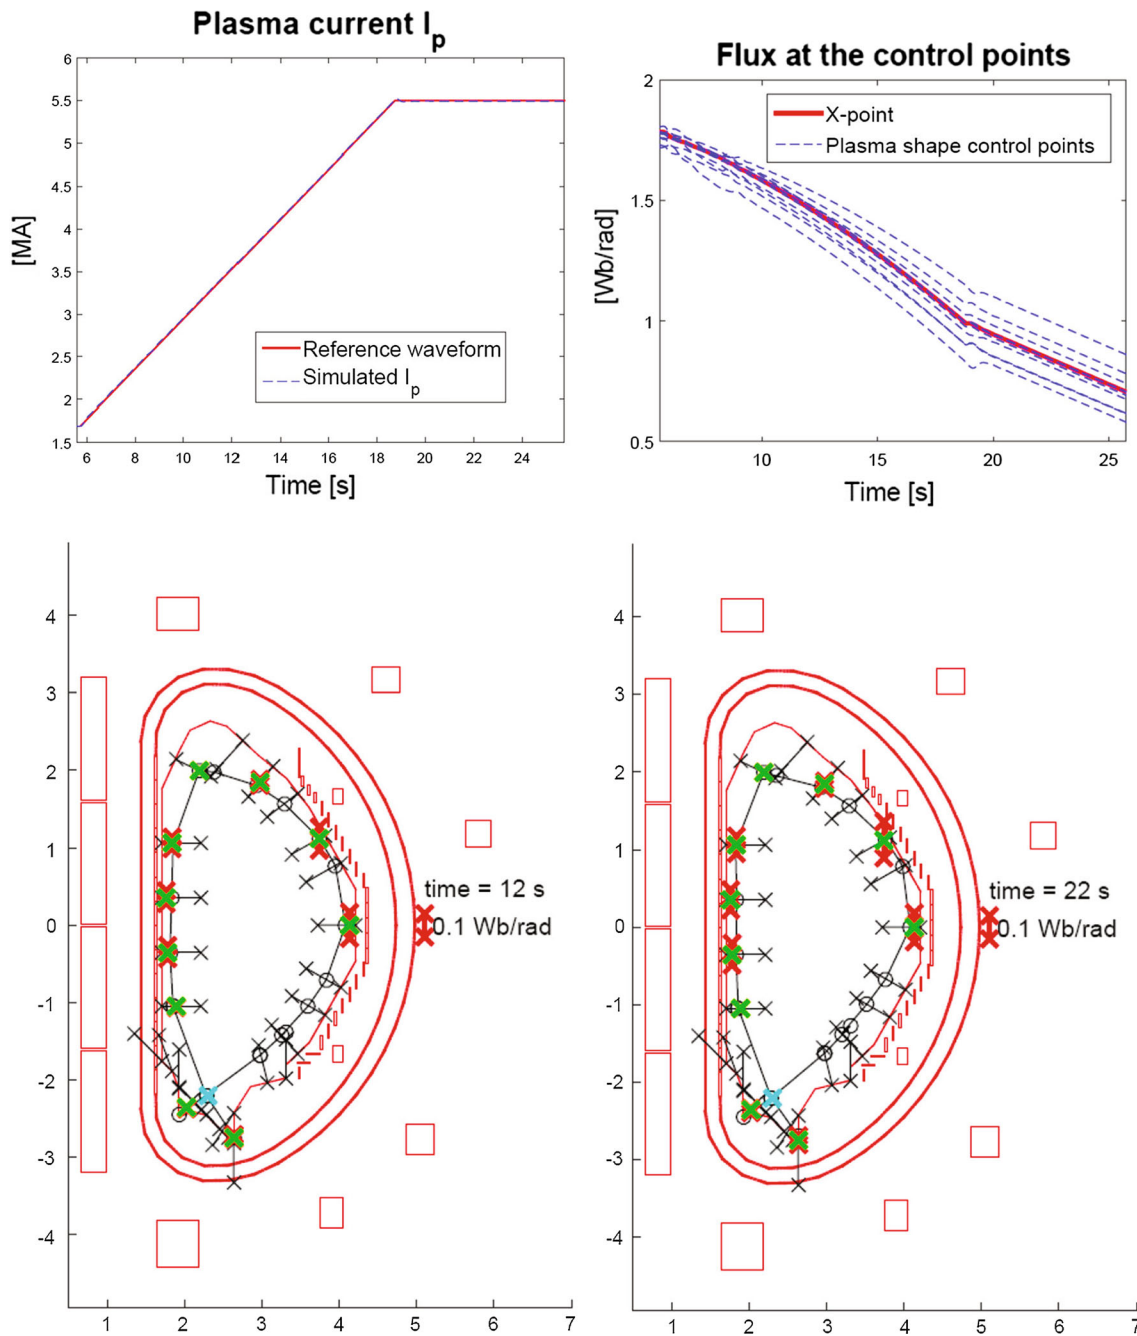 Plasma current Ip
6
5.5
5
4.5
4
3.5
3
2.5
2
1.5
[MA]
Reference waveform
Simulated Ip
6 8 10 12 14 16 18 20 22 24
Time [s]
Flux at the control points
2
1.5
1
0.5
[Wb/rad]
X-point
Plasma shape control points
10 15 20 25
Time [s]
4
3
2
1
0
-1
-2
-3
-4
time = 12 s
0.1 Wb/rad
1 2 3 4 5 6 7
4
3
2
1
0
-1
-2
-3
-4
time = 22 s
0.1 Wb/rad
1 2 3 4 5 6 7